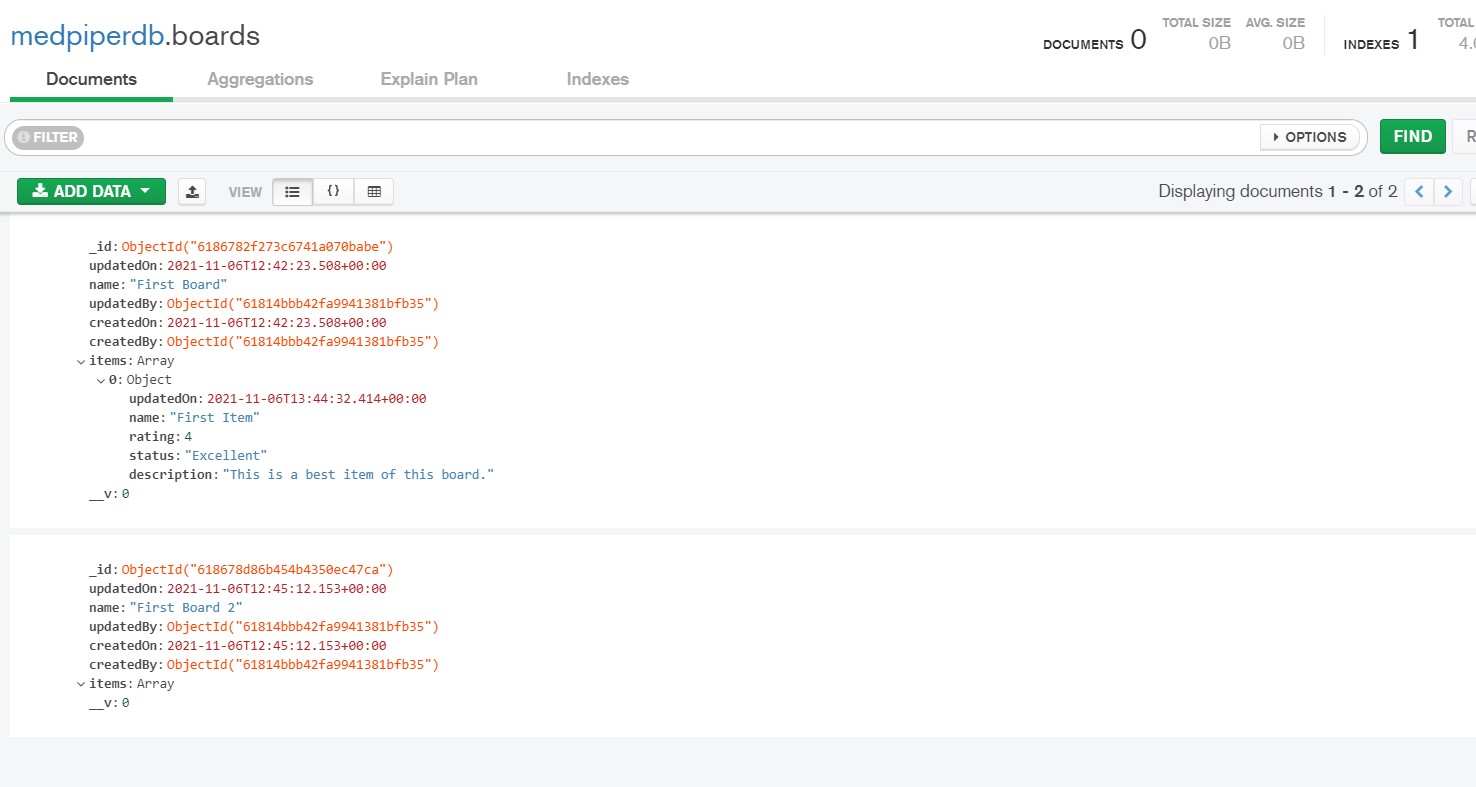 medpiperdb.boards
DOCUMENTS 0 TOTAL SIZE 0B AVG. SIZE 0B INDEXES 1 TOTAL
Documents Aggregations Explain Plan Indexes
FILTER OPTIONS FIND
ADD DATA VIEW {} Displaying documents 1 - 2 of 2
_id: ObjectId("6186782f273c6741a070babe")
updatedOn: 2021-11-06T12:42:23.508+00:00
name: "First Board"
updatedBy: ObjectId("61814bbb42fa9941381bfb35")
createdOn: 2021-11-06T12:42:23.508+00:00
createdBy: ObjectId("61814bbb42fa9941381bfb35")
items: Array
0: Object
updatedOn: 2021-11-06T13:44:32.414+00:00
name: "First Item"
rating: 4
status: "Excellent"
description: "This is a best item of this board."
__v: 0
_id: ObjectId("618678d86b454b4350ec47ca")
updatedOn: 2021-11-06T12:45:12.153+00:00
name: "First Board 2"
updatedBy: ObjectId("61814bbb42fa9941381bfb35")
createdOn: 2021-11-06T12:45:12.153+00:00
createdBy: ObjectId("61814bbb42fa9941381bfb35")
items: Array
__v: 0